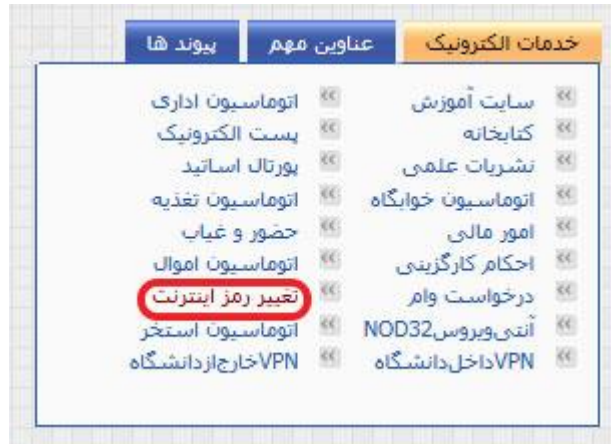 خدمات الکترونیک عناوین مهم پیوند ها
سایت آموزش اتوماسیون اداری
کتابخانه پست الکترونیک
نشریات علمی پورتال اساتید
اتوماسیون خوابگاه اتوماسیون تغذیه
امور مالی حضور و غیاب
احکام کارگزینی اتوماسیون اموال
درخواست وام تغییر رمز اینترنت
آنتی‌ویروسNOD32 اتوماسیون استخر
VPNداخل‌دانشگاه VPNخارج‌ازدانشگاه